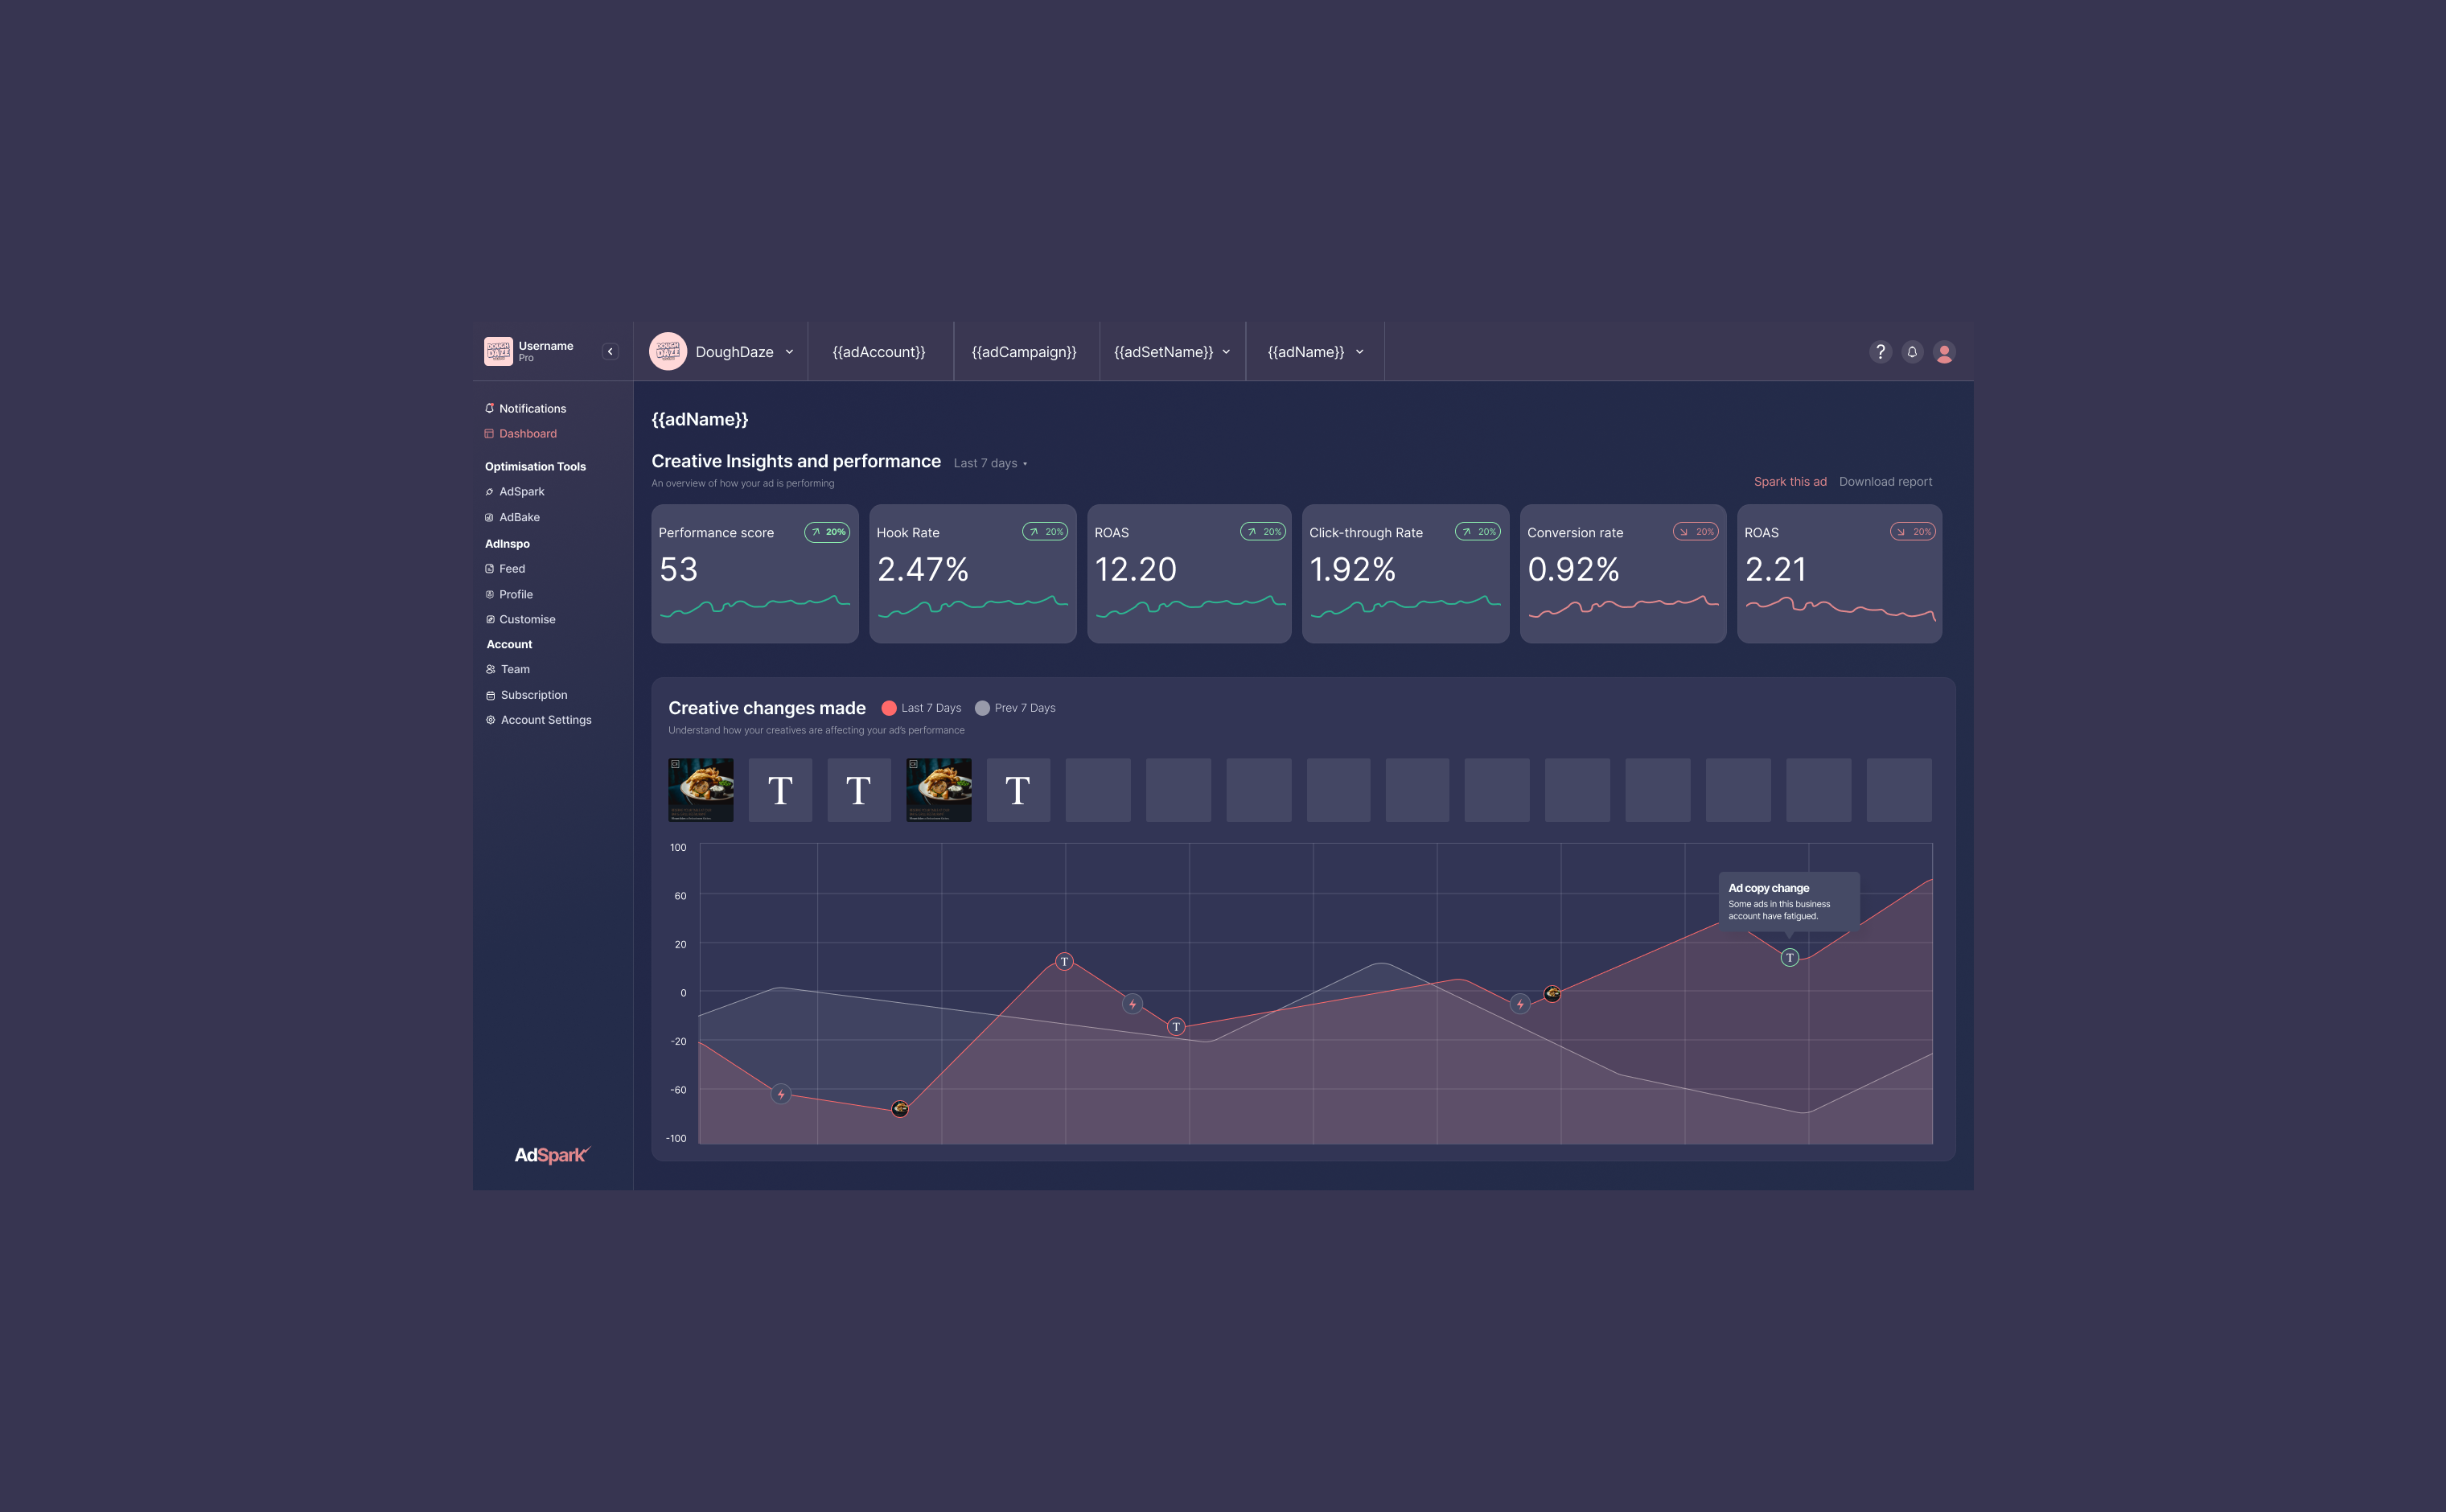 DOUGH
DAZE
Username
Pro
DOUGH
DAZE
DoughDaze
{{adAccount}}
{{adCampaign}}
{{adSetName}}
{{adName}}
?
Notifications
Dashboard
Optimisation Tools
AdSpark
AdBake
AdInspo
Feed
Profile
Customise
Account
Team
Subscription
Account Settings
AdSpark
{{adName}}
Creative Insights and performance Last 7 days
An overview of how your ad is performing
Spark this ad Download report
Performance score 20%
53
Hook Rate 20%
2.47%
ROAS 20%
12.20
Click-through Rate 20%
1.92%
Conversion rate 20%
0.92%
ROAS 20%
2.21
Creative changes made Last 7 Days Prev 7 Days
Understand how your creatives are affecting your ad's performance
T T T
100
60
20
0
-20
-60
-100
Ad copy change
Some ads in this business
account have fatigued.
T
T
T